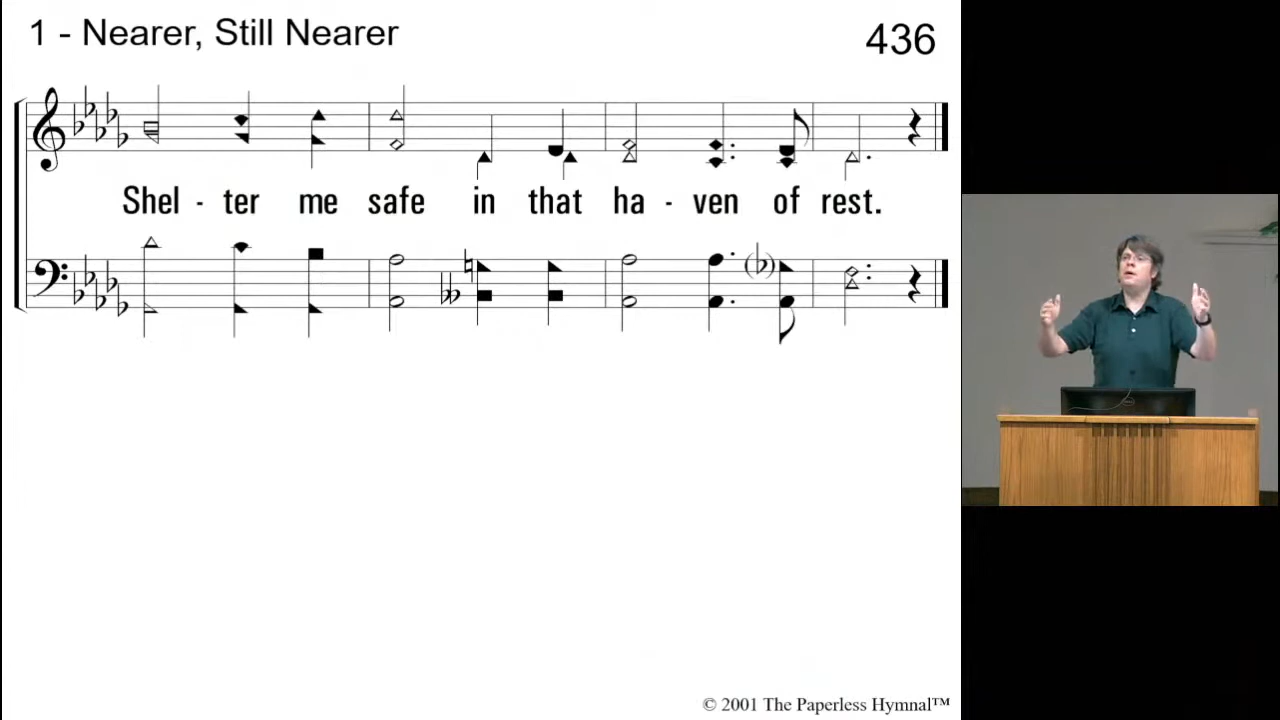 1 - Nearer, Still Nearer
436
Shel - ter me safe in that ha - ven of rest.
© 2001 The Paperless Hymnal™